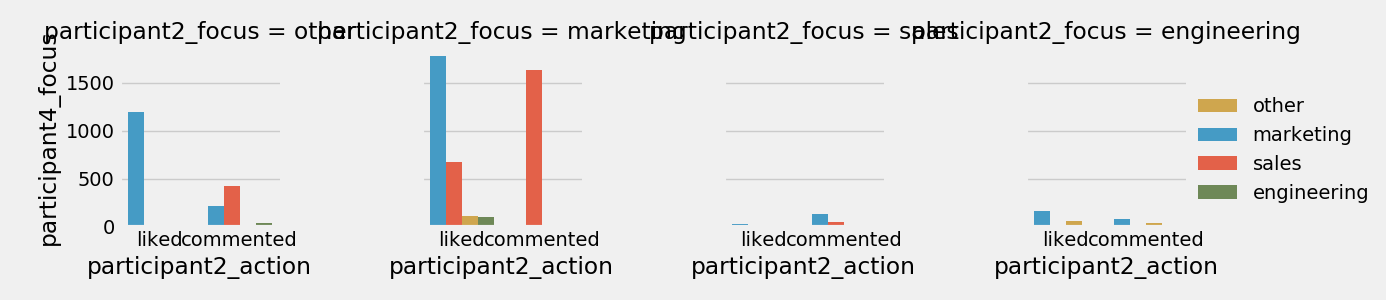 participant2_focus = other
participant2_focus = marketing
participant2_focus = sales
participant2_focus = engineering
participant4_focus
1500
1000
500
0
liked
commented
liked
commented
liked
commented
liked
commented
participant2_action
participant2_action
participant2_action
participant2_action
other
marketing
sales
engineering